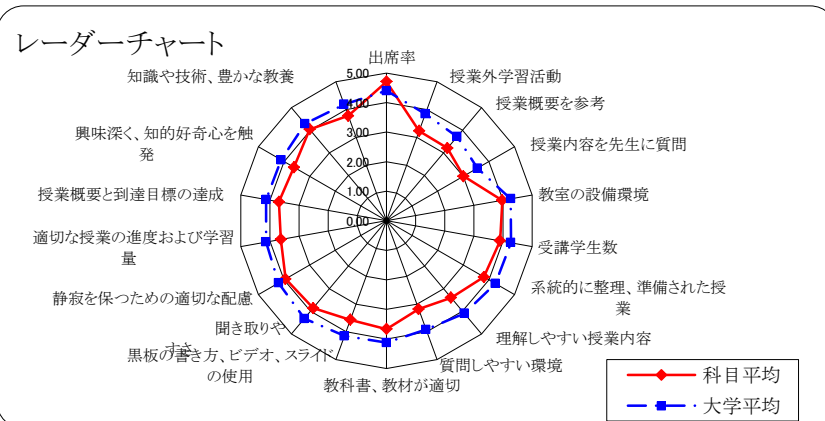 レーダーチャート
出席率
授業外学習活動
授業概要を参考
授業内容を先生に質問
教室の設備環境
受講学生数
系統的に整理、準備された授
業
理解しやすい授業内容
質問しやすい環境
教科書、教材が適切
黒板の書き方、ビデオ、スライド
の使用
聞き取りや
すさ
静寂を保つための適切な配慮
適切な授業の進度および学習
量
授業概要と到達目標の達成
興味深く、知的好奇心を触
発
知識や技術、豊かな教養
5.00
4.00
3.00
2.00
1.00
0.00
科目平均
大学平均